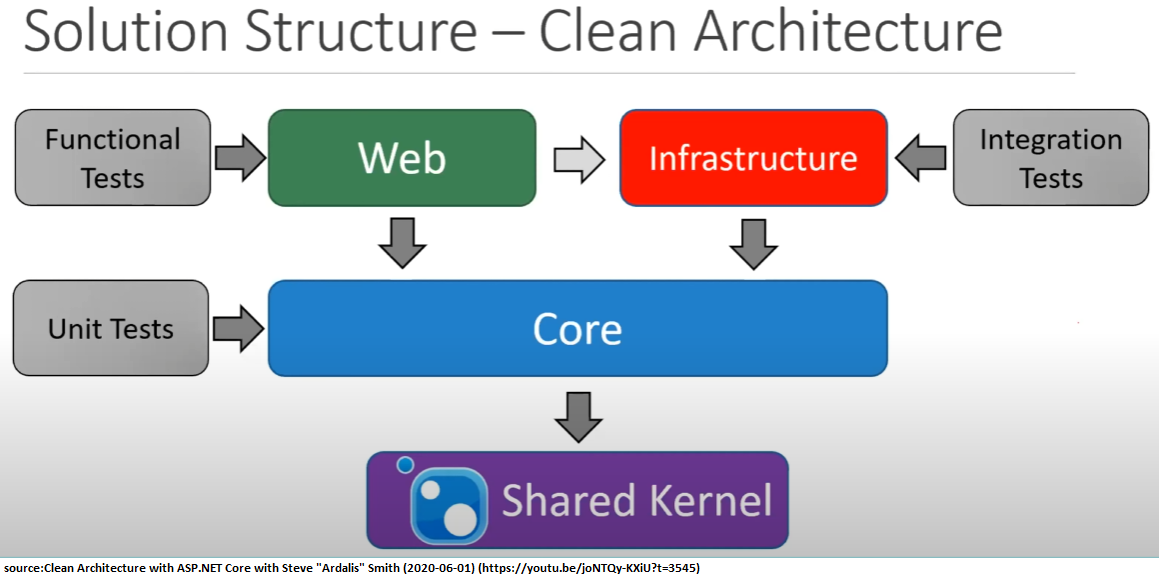 Solution Structure – Clean Architecture
Functional
Tests
Web
Infrastructure
Integration
Tests
Unit Tests
Core
Shared Kernel
source:Clean Architecture with ASP.NET Core with Steve "Ardalis" Smith (2020-06-01) (https://youtu.be/joNTQy-KXiU?t=3545)